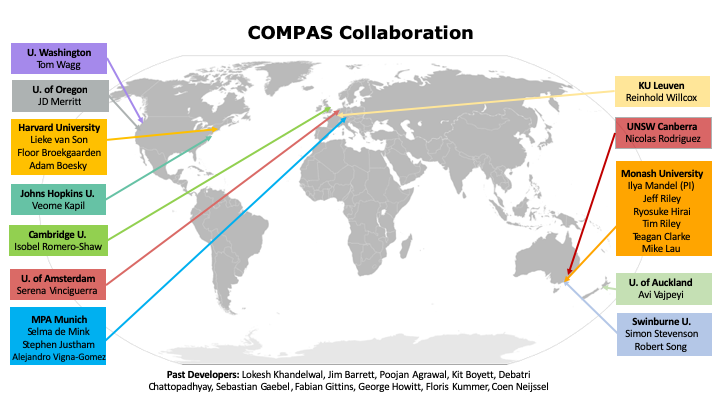 COMPAS Collaboration
U. Washington
Tom Wagg
U. of Oregon
JD Merritt
Harvard University
Lieke van Son
Floor Broekgaarden
Adam Boesky
Johns Hopkins U.
Veome Kapil
Cambridge U.
Isobel Romero-Shaw
U. of Amsterdam
Serena Vinciguerra
MPA Munich
Selma de Mink
Stephen Justham
Alejandro Vigna-Gomez
KU Leuven
Reinhold Willcox
UNSW Canberra
Nicolas Rodriguez
Monash University
Ilya Mandel (PI)
Jeff Riley
Ryosuke Hirai
Tim Riley
Teagan Clarke
Mike Lau
U. of Auckland
Avi Vajpeyi
Swinburne U.
Simon Stevenson
Robert Song
Past Developers: Lokesh Khandelwal, Jim Barrett, Poojan Agrawal, Kit Boyett, Debatri
Chattopadhyay, Sebastian Gaebel, Fabian Gittins, George Howitt, Floris Kummer, Coen Neijssel